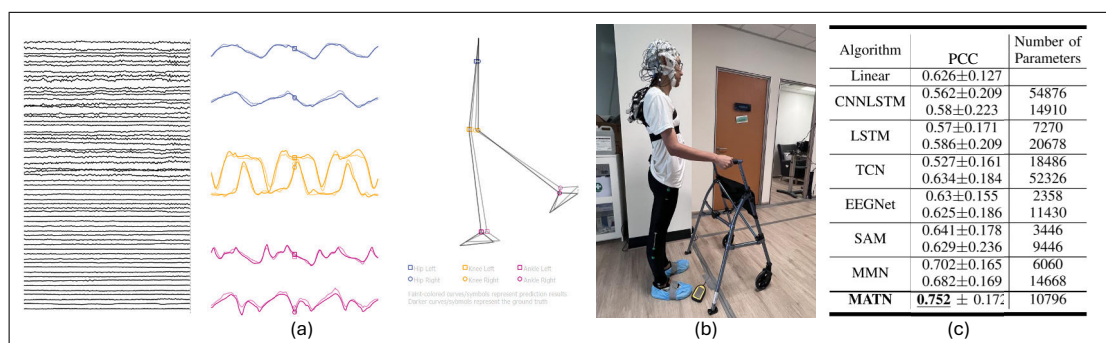 Hip Left Knee Left Ankle Left
Hip Right Knee Right Ankle Right
Faint-colored curves/symbols represent prediction results
Darker curves/symbols represent the ground truth
(a)
(b)
Algorithm PCC Number of Parameters
Linear 0.626±0.127
CNNLSTM 0.562±0.209 54876
0.58±0.223 14910
LSTM 0.57±0.171 7270
0.586±0.209 20678
TCN 0.527±0.161 18486
0.634±0.184 52326
EEGNet 0.63±0.155 2358
0.625±0.186 11430
SAM 0.641±0.178 3446
0.629±0.236 9446
MMN 0.702±0.165 6060
0.682±0.169 14668
MATN 0.752 ± 0.172 10796
(c)